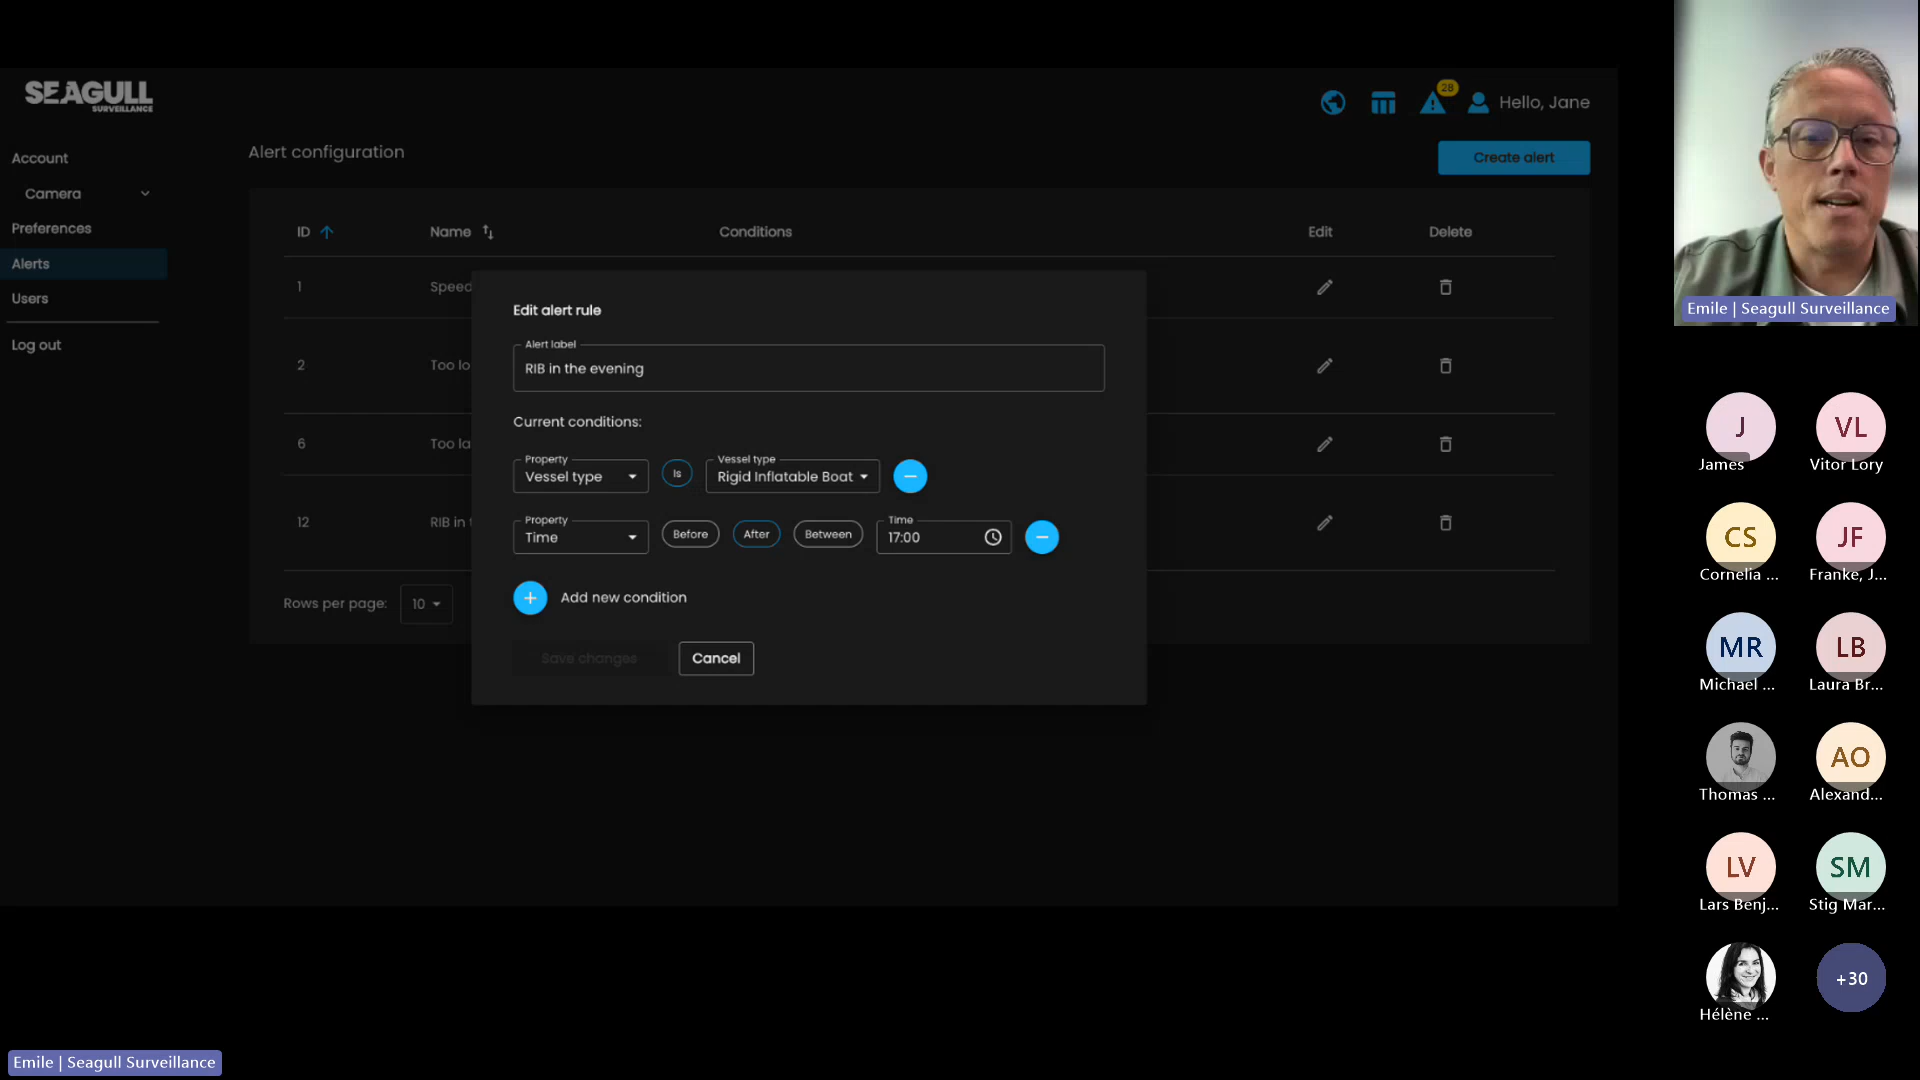 SEAGULL
SURVEILLANCE
28
Hello, Jane
Account
Camera
Preferences
Alerts
Users
Log out
Alert configuration
Create alert
ID
Name
Conditions
Edit
Delete
1
Speed
2
Too lo
6
Too la
12
RIB in t
Rows per page:
10
Edit alert rule
Alert label
RIB in the evening
Current conditions:
Property
Vessel type
Is
Vessel type
Rigid Inflatable Boat
Property
Time
Before
After
Between
Time
17:00
Add new condition
Save changes
Cancel
Emile | Seagull Surveillance
J
James
VL
Vitor Lory
CS
Cornelia ...
JF
Franke, J...
MR
Michael ...
LB
Laura Br...
Thomas ...
AO
Alexand...
LV
Lars Benj...
SM
Stig Mar...
Hélène ...
+30
Emile | Seagull Surveillance